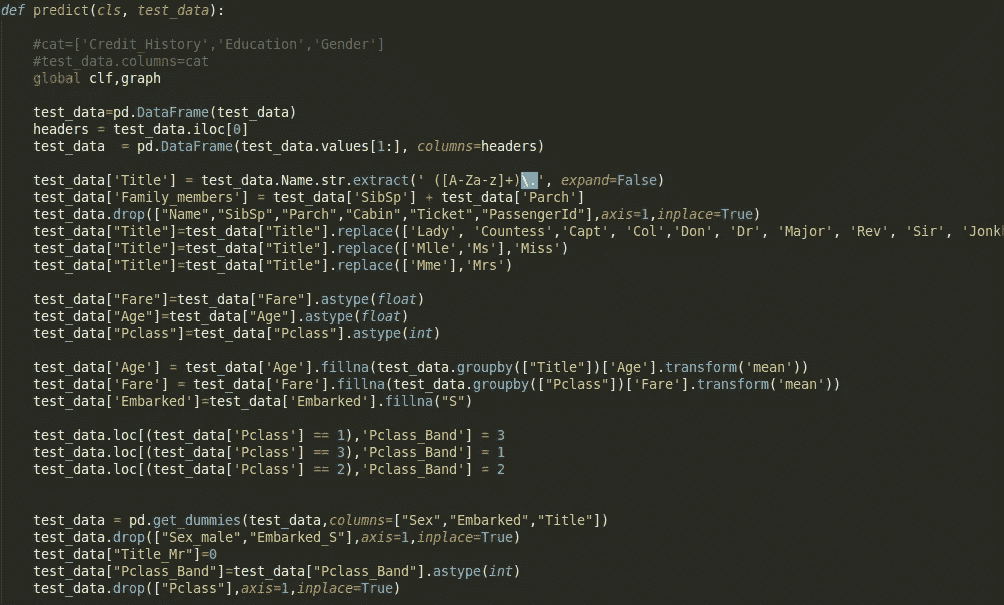 def predict(cls, test_data):
#cat=['Credit_History','Education','Gender']
#test_data.columns=cat
global clf,graph
test_data=pd.DataFrame(test_data)
headers = test_data.iloc[0]
test_data  = pd.DataFrame(test_data.values[1:], columns=headers)
test_data['Title'] = test_data.Name.str.extract(' ([A-Za-z]+)\.', expand=False)
test_data['Family_members'] = test_data['SibSp'] + test_data['Parch']
test_data.drop(["Name","SibSp","Parch","Cabin","Ticket","PassengerId"],axis=1,inplace=True)
test_data["Title"]=test_data["Title"].replace(['Lady', 'Countess','Capt', 'Col','Don', 'Dr', 'Major', 'Rev', 'Sir', 'Jonk
test_data["Title"]=test_data["Title"].replace(['Mlle','Ms'],'Miss')
test_data["Title"]=test_data["Title"].replace(['Mme'],'Mrs')
test_data["Fare"]=test_data["Fare"].astype(float)
test_data["Age"]=test_data["Age"].astype(float)
test_data["Pclass"]=test_data["Pclass"].astype(int)
test_data['Age'] = test_data['Age'].fillna(test_data.groupby(["Title"])['Age'].transform('mean'))
test_data['Fare'] = test_data['Fare'].fillna(test_data.groupby(["Pclass"])['Fare'].transform('mean'))
test_data['Embarked']=test_data['Embarked'].fillna("S")
test_data.loc[(test_data['Pclass'] == 1),'Pclass_Band'] = 3
test_data.loc[(test_data['Pclass'] == 3),'Pclass_Band'] = 1
test_data.loc[(test_data['Pclass'] == 2),'Pclass_Band'] = 2
test_data = pd.get_dummies(test_data,columns=["Sex","Embarked","Title"])
test_data.drop(["Sex_male","Embarked_S"],axis=1,inplace=True)
test_data["Title_Mr"]=0
test_data["Pclass_Band"]=test_data["Pclass_Band"].astype(int)
test_data.drop(["Pclass"],axis=1,inplace=True)